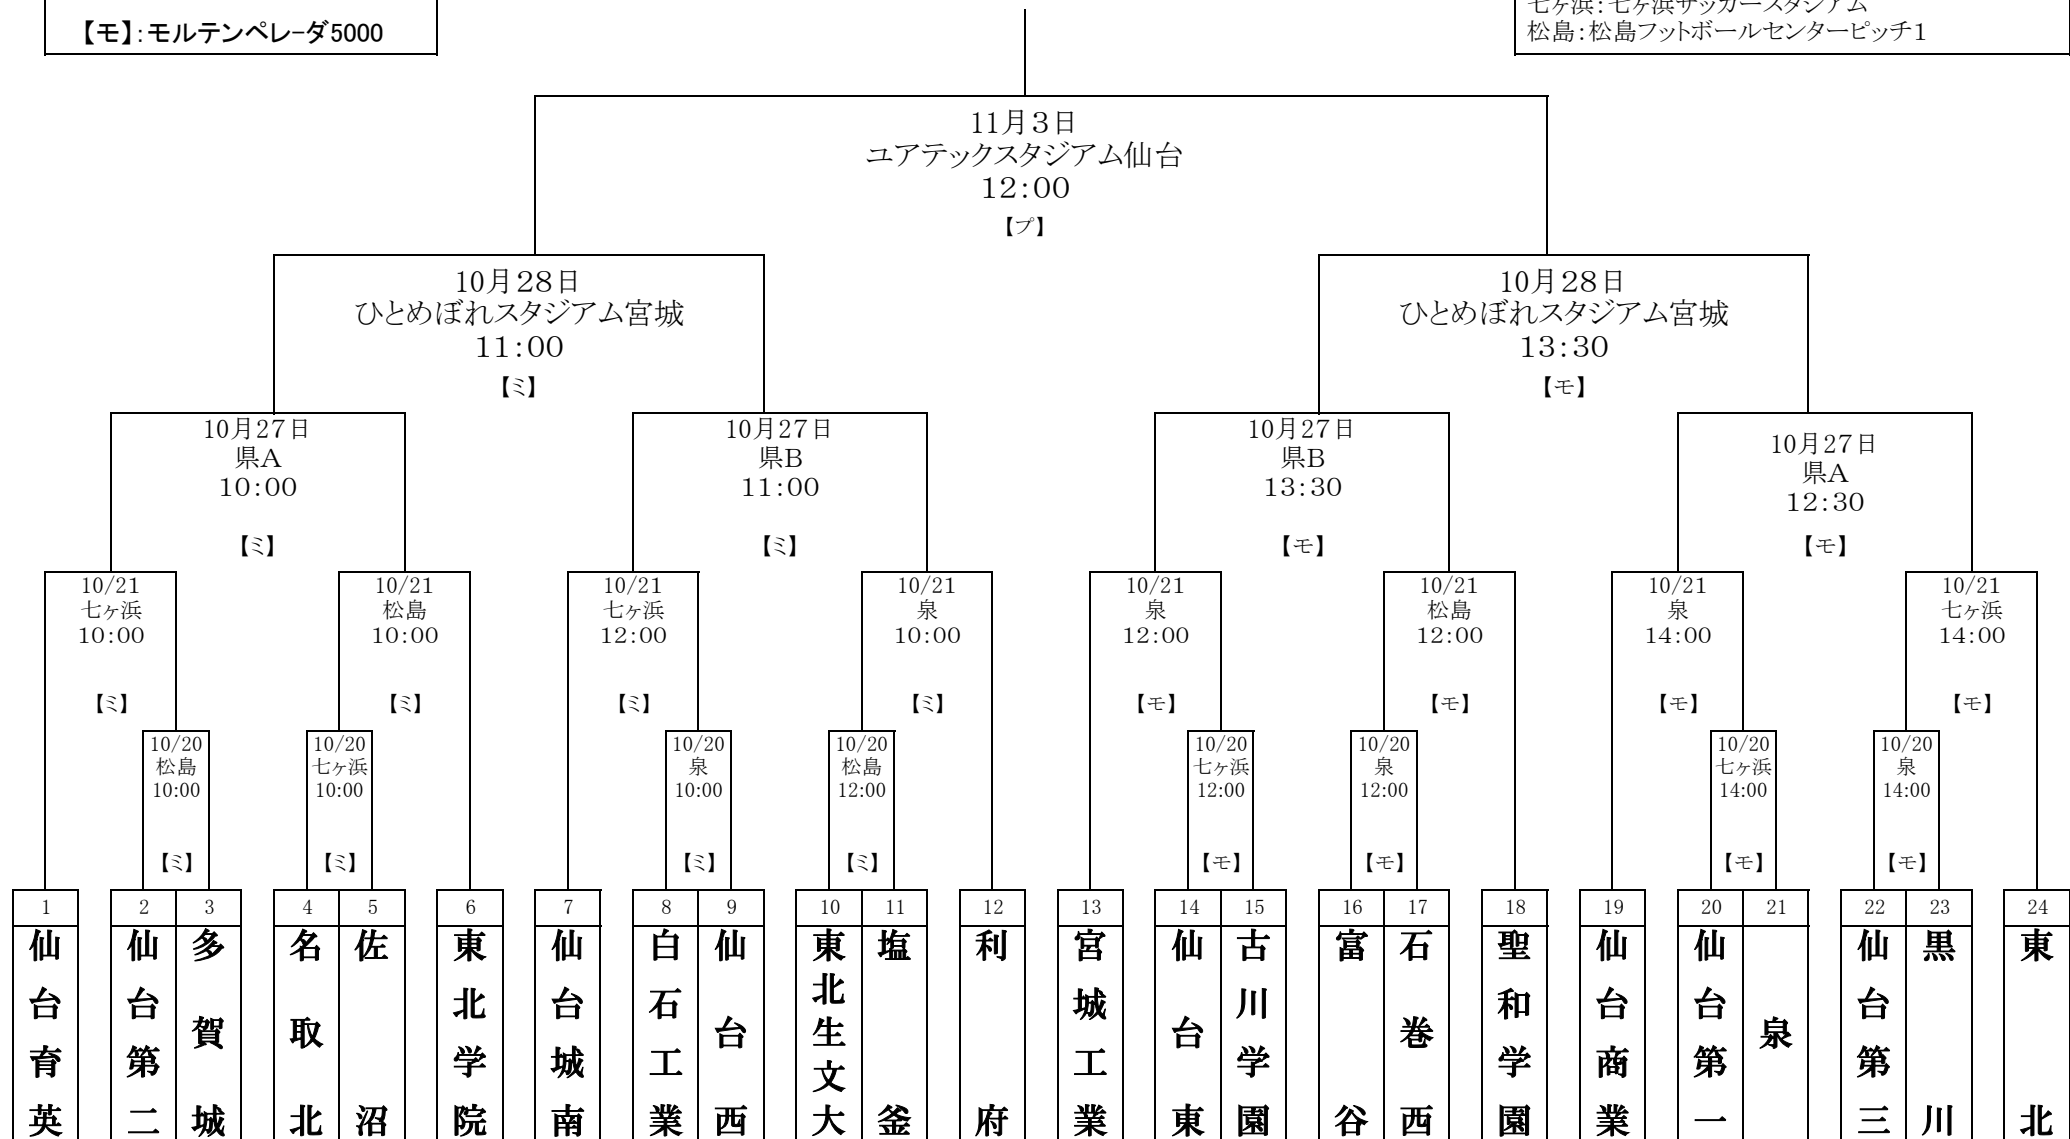 【モ】：モルテンペレーダ5000
七ヶ浜：七ヶ浜サッカースタジアム
松島：松島フットボールセンターピッチ１
11月３日
ユアテックスタジアム仙台
12：00
【プ】
10月28日
ひとめぼれスタジアム宮城
11：00
【ミ】
10月28日
ひとめぼれスタジアム宮城
13：30
【モ】
10月27日
県A
10：00
【ミ】
10月27日
県B
11：00
【ミ】
10月27日
県B
13：30
【モ】
10月27日
県A
12：30
【モ】
10/21
七ヶ浜
10：00
【ミ】
10/21
松島
10：00
【ミ】
10/21
七ヶ浜
12：00
【ミ】
10/21
泉
10：00
【ミ】
10/21
泉
12：00
【モ】
10/21
松島
12：00
【モ】
10/21
泉
14：00
【モ】
10/21
七ヶ浜
14：00
【モ】
10/20
松島
10:00
【ミ】
10/20
七ヶ浜
10:00
【ミ】
10/20
泉
10:00
【ミ】
10/20
松島
12:00
【ミ】
10/20
七ヶ浜
12:00
【モ】
10/20
泉
12:00
【モ】
10/20
七ヶ浜
14:00
【モ】
10/20
泉
14:00
【モ】
1
仙台育英
2
仙台第二
3
多賀城
4
名取北
5
佐沼
6
東北学院
7
仙台城南
8
白石工業
9
仙台西
10
東北生文大
11
塩釜
12
利府
13
宮城工業
14
仙台東
15
古川学園
16
富谷
17
石巻西
18
聖和学園
19
仙台商業
20
仙台第一
21
泉
22
仙台第三
23
黒川
24
東北